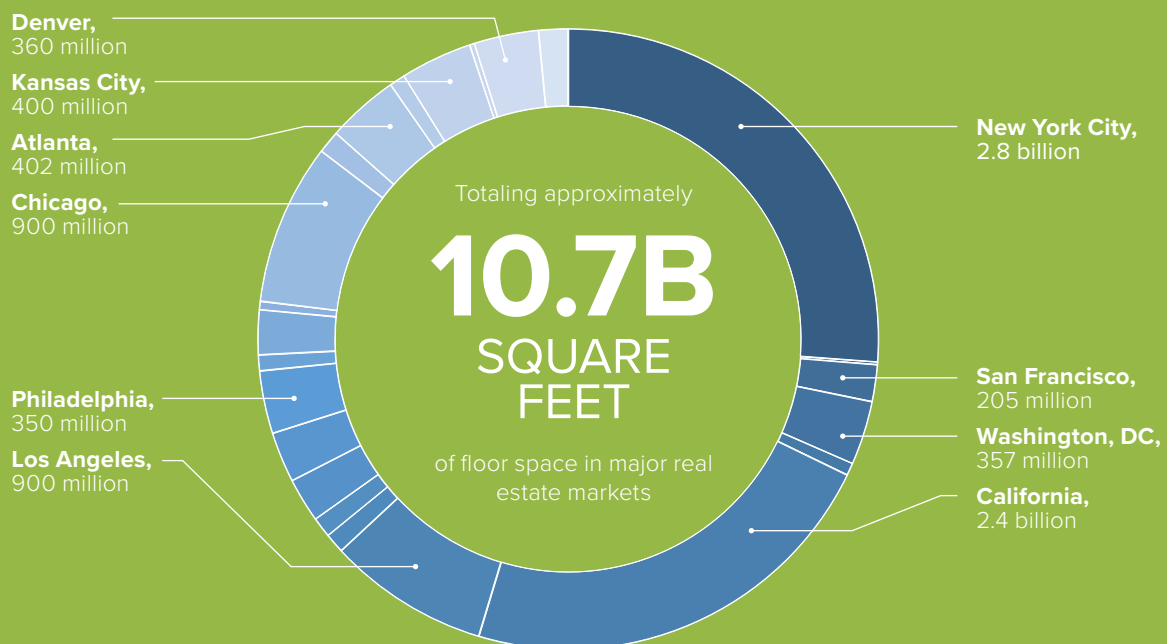 Denver,
360 million
Kansas City,
400 million
Atlanta,
402 million
Chicago,
900 million
Philadelphia,
350 million
Los Angeles,
900 million
Totaling approximately
10.7B
SQUARE
FEET
of floor space in major real
estate markets
New York City,
2.8 billion
San Francisco,
205 million
Washington, DC,
357 million
California,
2.4 billion